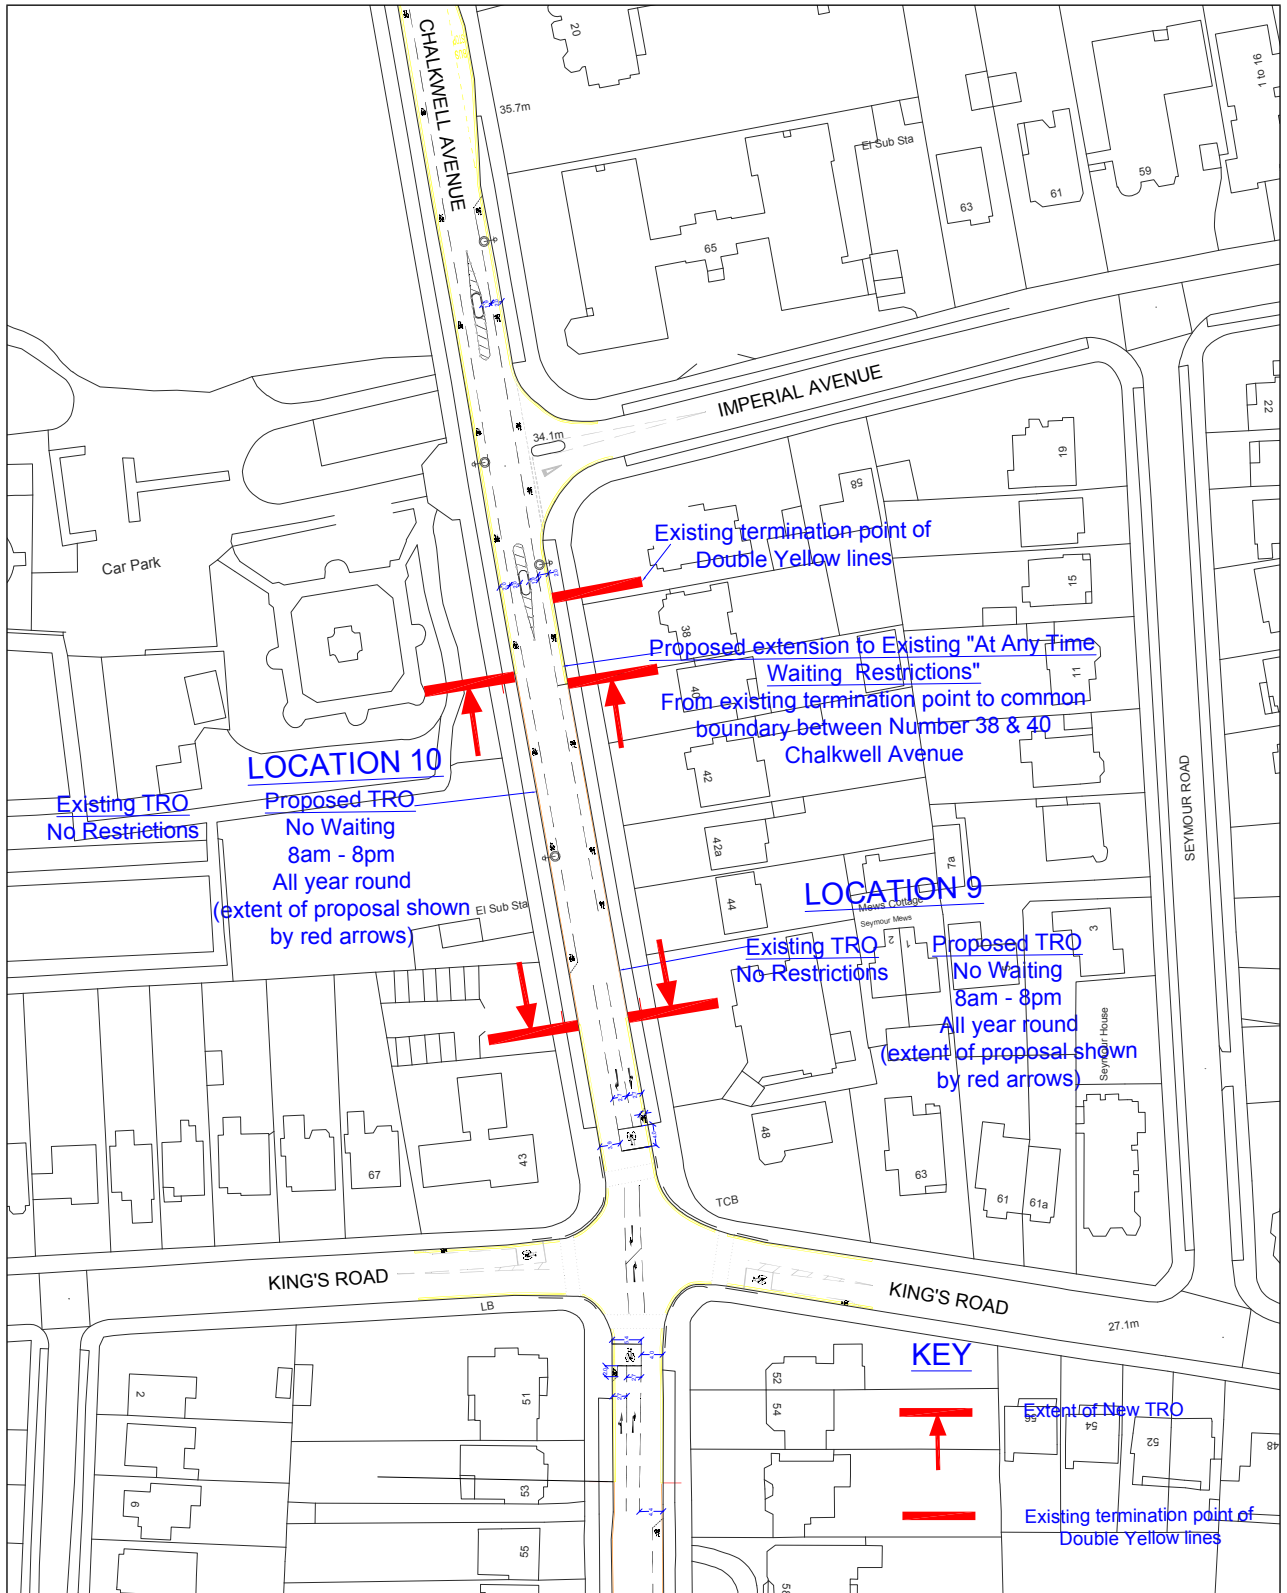 CHALKWELL AVENUE
20
35.7m
El Sub Sta
1 to 16
59
61
63
65
IMPERIAL AVENUE
34.1m
22
19
58
Car Park
Existing termination point of
Double Yellow lines
15
38
Proposed extension to Existing "At Any Time
Waiting Restrictions"
From existing termination point to common
boundary between Number 38 & 40
Chalkwell Avenue
40
11
42
SEYMOUR ROAD
LOCATION 10
Existing TRO
No Restrictions
Proposed TRO
No Waiting
8am - 8pm
All year round
(extent of proposal shown
by red arrows)
El Sub Sta
42a
7a
44
LOCATION 9
Mews Cottage
Seymour Mews
2
1
3
Existing TRO
No Restrictions
Proposed TRO
No Waiting
8am - 8pm
All year round
(extent of proposal shown
by red arrows)
Seymour House
48
43
67
63
61
61a
TCB
KING'S ROAD
KING'S ROAD
LB
27.1m
KEY
2
51
52
54
Extent of New TRO
56
54
52
48
53
9
Existing termination point of
Double Yellow lines
55